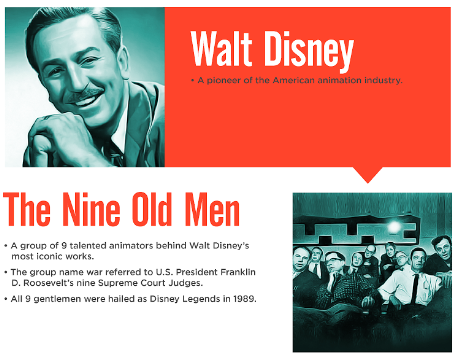 Walt Disney
• A pioneer of the American animation industry.
The Nine Old Men
• A group of 9 talented animators behind Walt Disney's
most iconic works.
• The group name war referred to U.S. President Franklin
D. Roosevelt's nine Supreme Court Judges.
• All 9 gentlemen were hailed as Disney Legends in 1989.